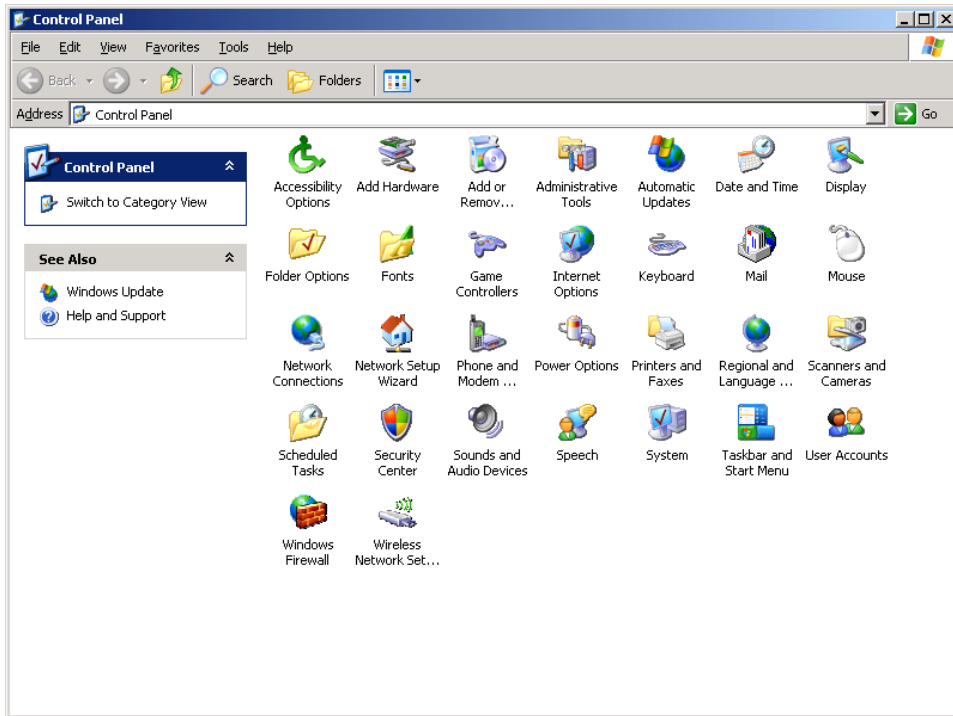 Control Panel
File Edit View Favorites Tools Help
Back Search Folders
Address Control Panel Go
Control Panel
Switch to Category View
See Also
Windows Update
Help and Support
Accessibility Options
Add Hardware
Add or Remov...
Administrative Tools
Automatic Updates
Date and Time
Display
Folder Options
Fonts
Game Controllers
Internet Options
Keyboard
Mail
Mouse
Network Connections
Network Setup Wizard
Phone and Modem ...
Power Options
Printers and Faxes
Regional and Language ...
Scanners and Cameras
Scheduled Tasks
Security Center
Sounds and Audio Devices
Speech
System
Taskbar and Start Menu
User Accounts
Windows Firewall
Wireless Network Set...